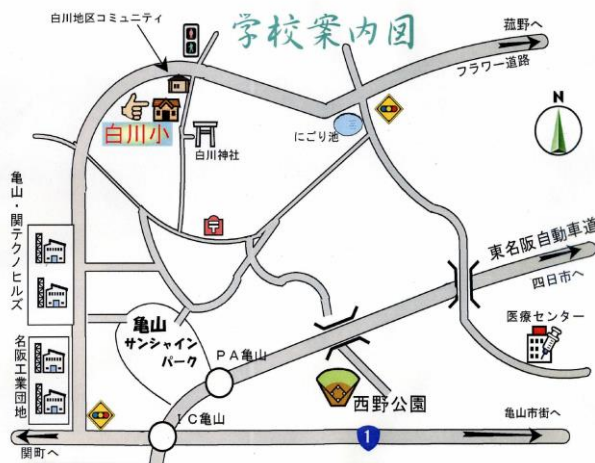 学校案内図
白川地区コミュニティ
菰野へ
フラワー道路
N
白川小
白川神社
にごり池
亀山・関テクノヒルズ
東名阪自動車道
四日市へ
医療センター
亀山
サンシャイン
パーク
PA亀山
名阪工業団地
西野公園
IC亀山
1
関町へ
亀山市街へ